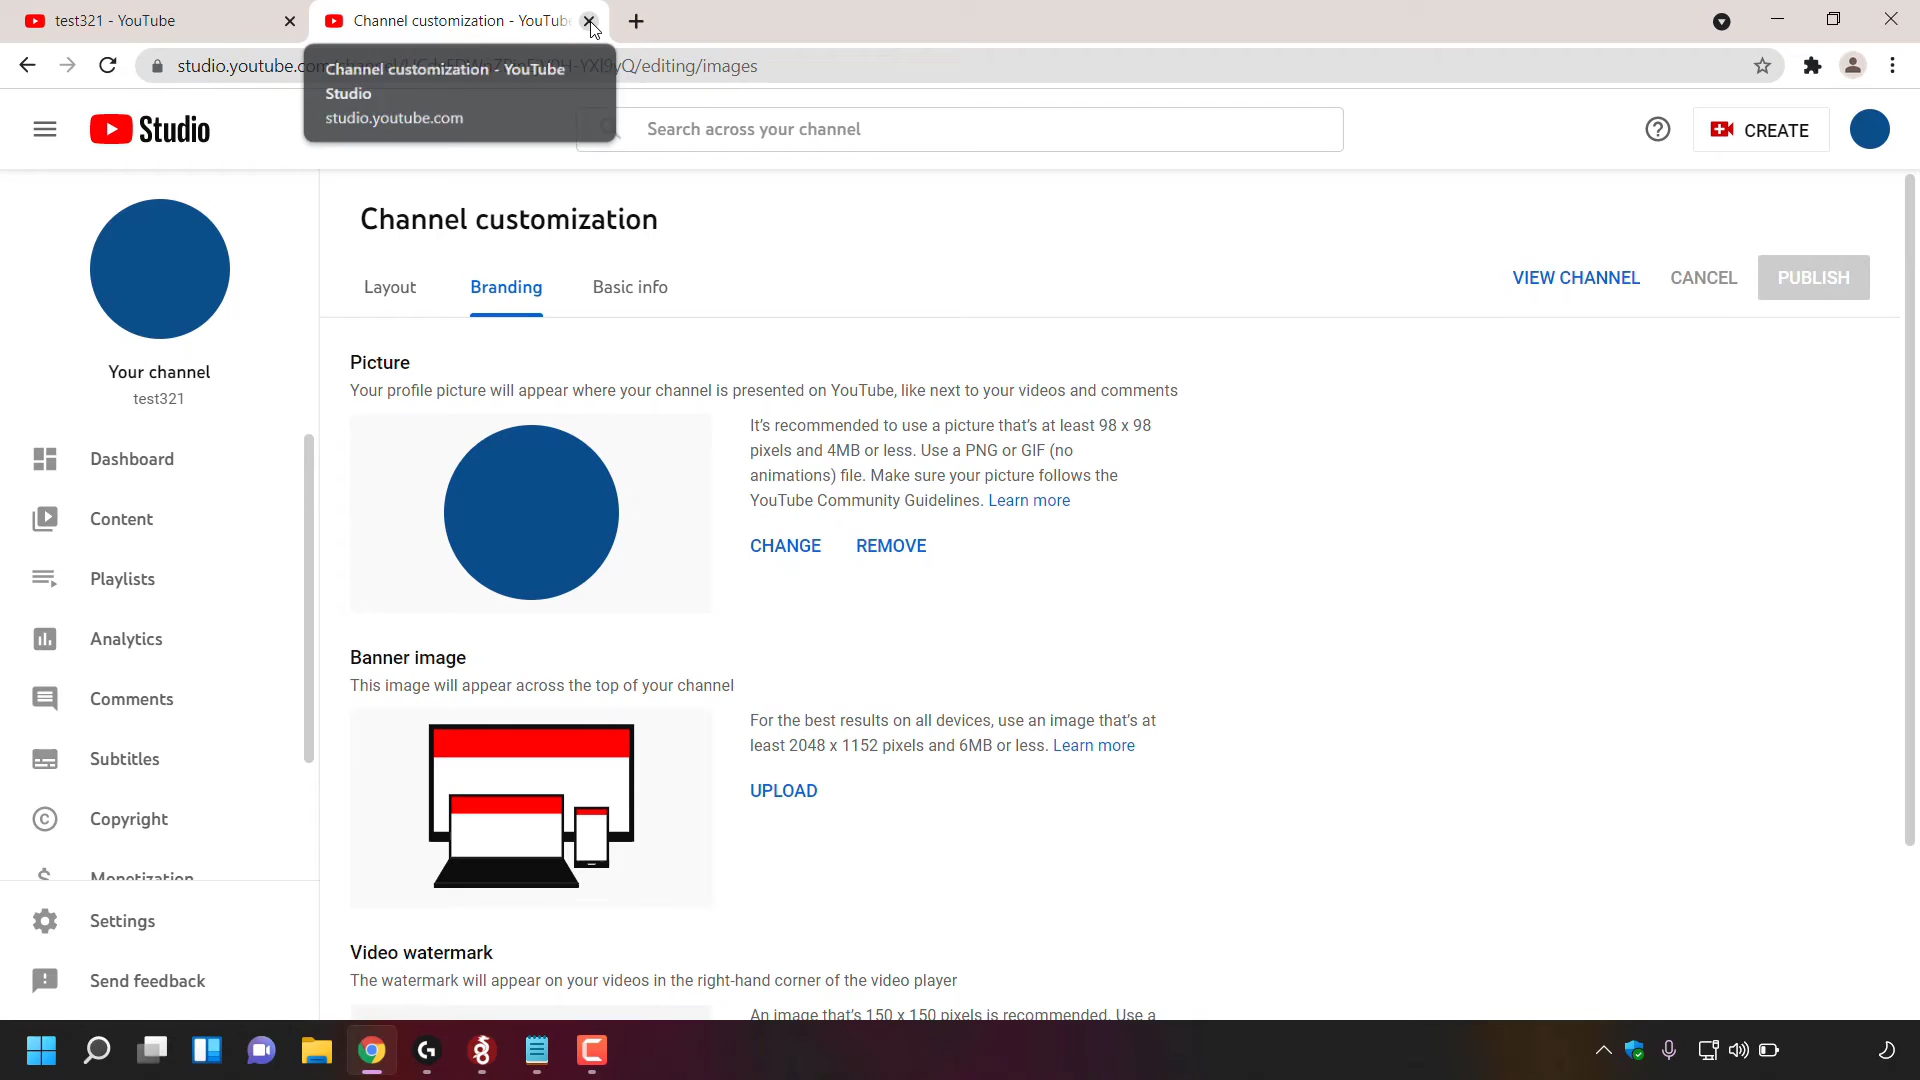 test321 - YouTube
Channel customization - YouTube
studio.youtube.com
/editing/images
Channel customization - YouTube
Studio
studio.youtube.com
Studio
Search across your channel
CREATE
Channel customization
Layout
Branding
Basic info
VIEW CHANNEL
CANCEL
PUBLISH
Your channel
test321
Dashboard
Content
Playlists
Analytics
Comments
Subtitles
Copyright
Monetization
Settings
Send feedback
Picture
Your profile picture will appear where your channel is presented on YouTube, like next to your videos and comments
It's recommended to use a picture that's at least 98 x 98
pixels and 4MB or less. Use a PNG or GIF (no
animations) file. Make sure your picture follows the
YouTube Community Guidelines. Learn more
CHANGE
REMOVE
Banner image
This image will appear across the top of your channel
For the best results on all devices, use an image that's at
least 2048 x 1152 pixels and 6MB or less. Learn more
UPLOAD
Video watermark
The watermark will appear on your videos in the right-hand corner of the video player
An image that's 150 x 150 pixels is recommended. Use a